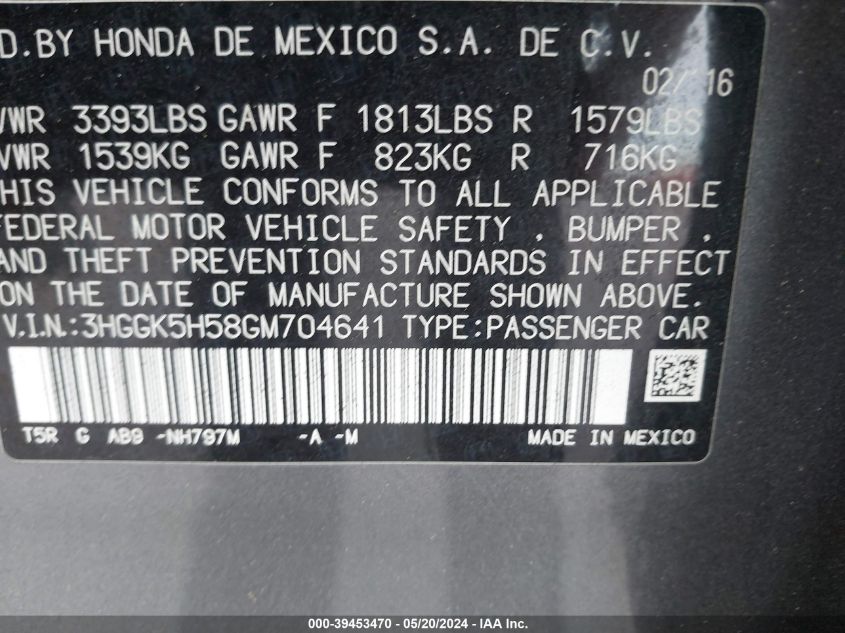 D.BY HONDA DE MEXICO S.A. DE C.V.
02/16
VWR 3393LBS GAWR F 1813LBS R 1579LBS
VWR 1539KG GAWR F 823KG R 716KG
HIS VEHICLE CONFORMS TO ALL APPLICABLE
FEDERAL MOTOR VEHICLE SAFETY . BUMPER .
AND THEFT PREVENTION STANDARDS IN EFFECT
ON THE DATE OF MANUFACTURE SHOWN ABOVE.
V.I.N.:3HGGK5H58GM704641 TYPE:PASSENGER CAR
T5R G AB9 -NH797M -A -M MADE IN MEXICO
000-39453470 - 05/20/2024 - IAA Inc.